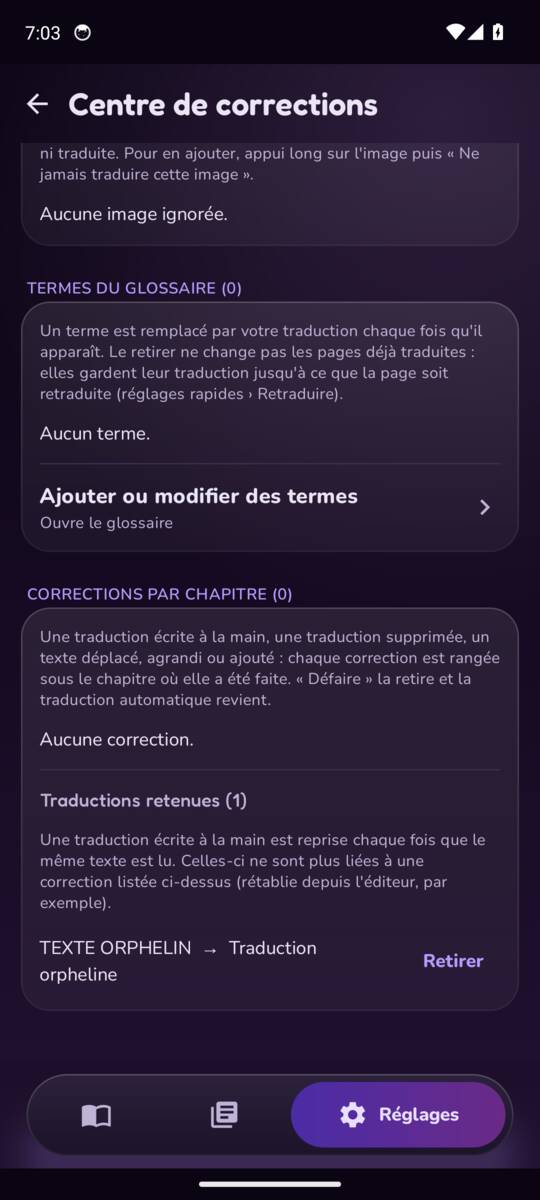 7:03
Centre de corrections
ni traduite. Pour en ajouter, appui long sur l'image puis « Ne
jamais traduire cette image ».
Aucune image ignorée.
TERMES DU GLOSSAIRE (0)
Un terme est remplacé par votre traduction chaque fois qu'il
apparaît. Le retirer ne change pas les pages déjà traduites :
elles gardent leur traduction jusqu'à ce que la page soit
retraduite (réglages rapides › Retraduire).
Aucun terme.
Ajouter ou modifier des termes
Ouvre le glossaire
CORRECTIONS PAR CHAPITRE (0)
Une traduction écrite à la main, une traduction supprimée, un
texte déplacé, agrandi ou ajouté : chaque correction est rangée
sous le chapitre où elle a été faite. « Défaire » la retire et la
traduction automatique revient.
Aucune correction.
Traductions retenues (1)
Une traduction écrite à la main est reprise chaque fois que le
même texte est lu. Celles-ci ne sont plus liées à une
correction listée ci-dessus (rétablie depuis l'éditeur, par
exemple).
TEXTE ORPHELIN → Traduction
orpheline
Retirer
Réglages